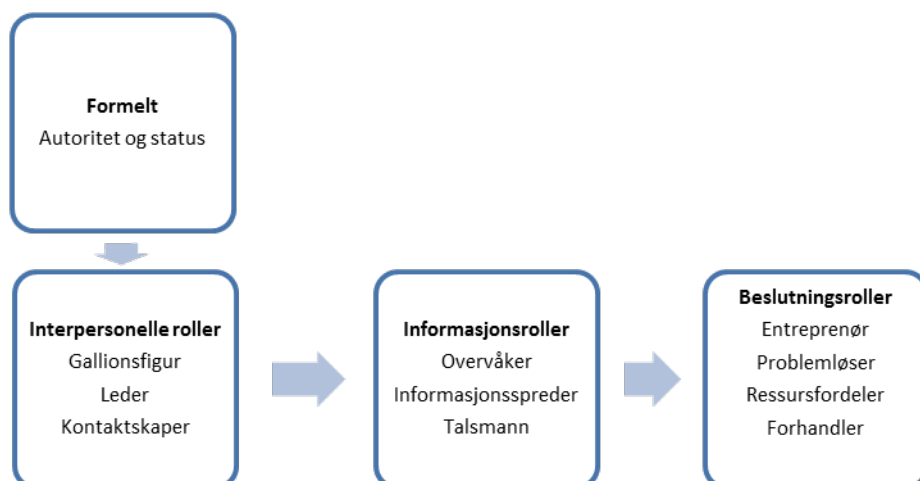 Formelt
Autoritet og status
Interpersonelle roller
Gallionsfigur
Leder
Kontaktskaper
Informasjonsroller
Overvåker
Informasjonsspreder
Talsmann
Beslutningsroller
Entreprenør
Problemløser
Ressursfordeler
Forhandler